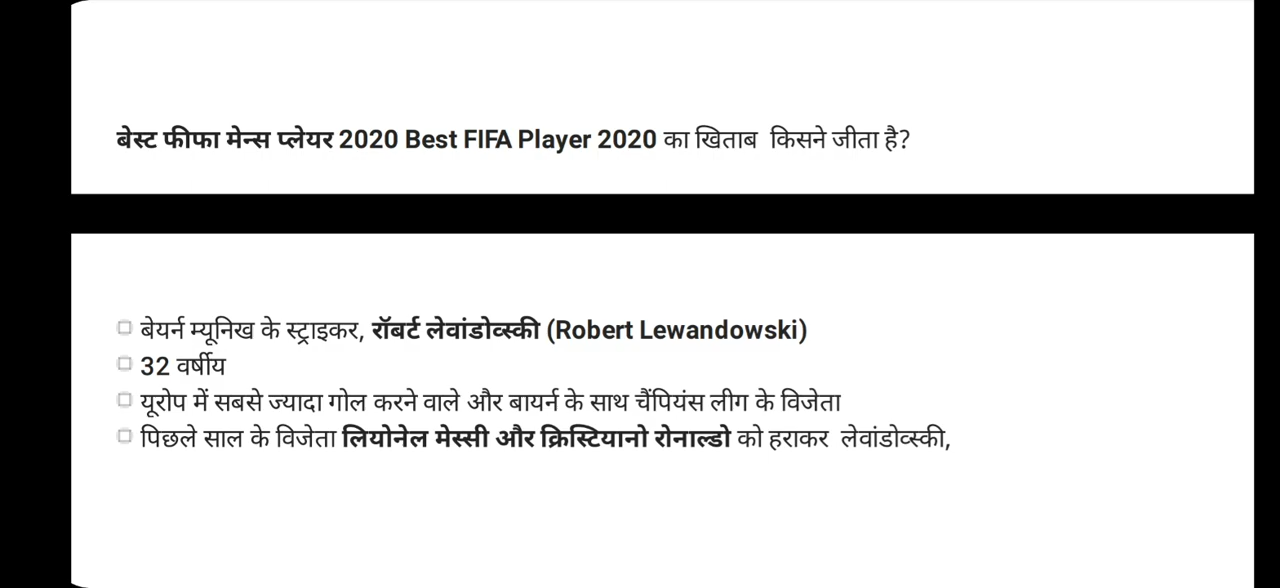 बेस्ट फीफा मेन्स प्लेयर 2020 Best FIFA Player 2020 का खिताब किसने जीता है?
बेयर्न म्यूनिख के स्ट्राइकर, रॉबर्ट लेवांडोव्स्की (Robert Lewandowski)
32 वर्षीय
यूरोप में सबसे ज्यादा गोल करने वाले और बायर्न के साथ चैंपियंस लीग के विजेता
पिछले साल के विजेता लियोनेल मेस्सी और क्रिस्टियानो रोनाल्डो को हराकर लेवांडोव्स्की,